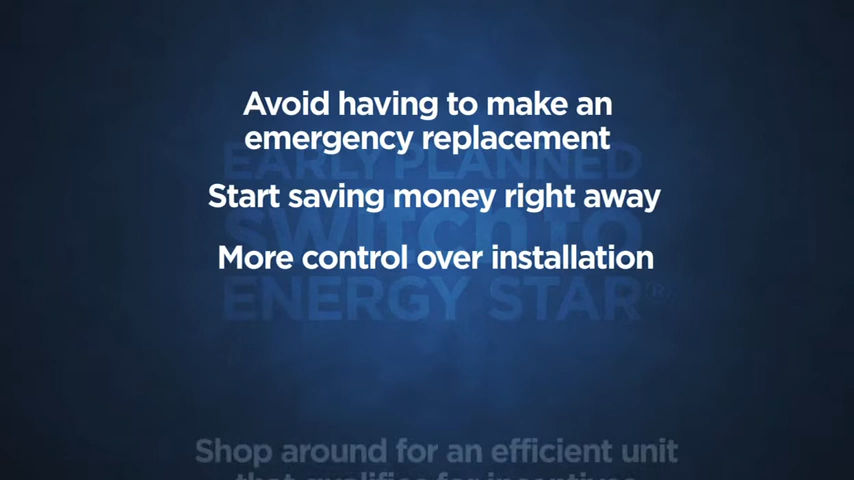 Avoid having to make an
emergency replacement
EARLY PLANNED
Start saving money right away
switch to
More control over installation
ENERGY STAR®
Shop around for an efficient unit
that qualifies for incentives